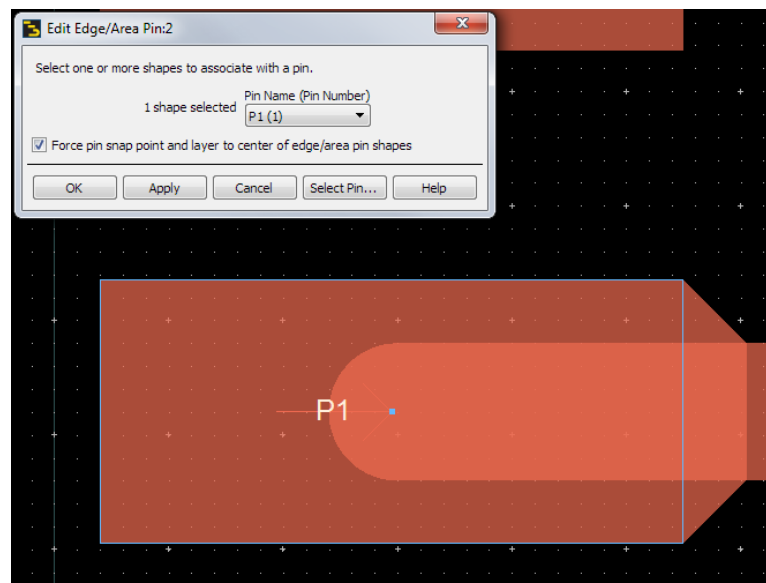 Edit Edge/Area Pin:2
Select one or more shapes to associate with a pin.
Pin Name (Pin Number)
1 shape selected P1 (1)
Force pin snap point and layer to center of edge/area pin shapes
OK Apply Cancel Select Pin... Help
P1